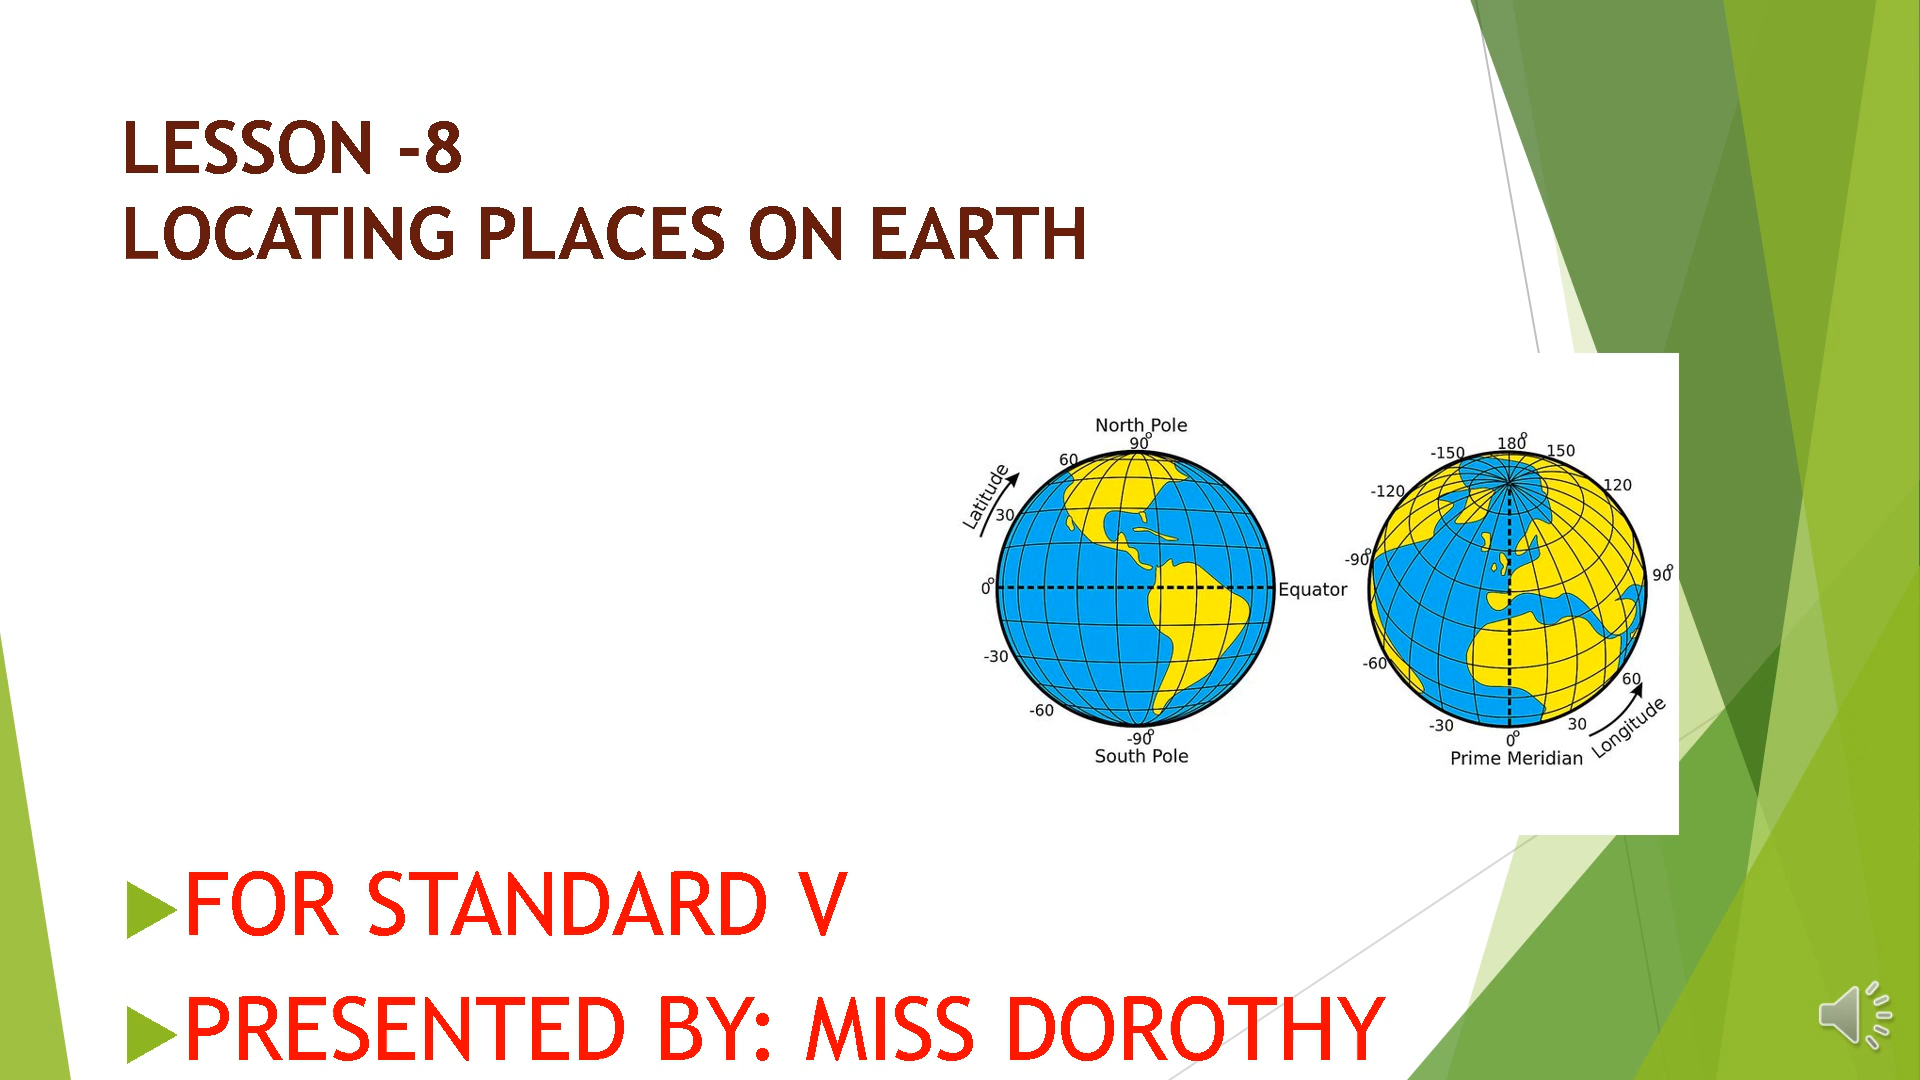 LESSON -8
LOCATING PLACES ON EARTH
North Pole
90°
60
Latitude
30
0°
Equator
-30
-60
-90°
South Pole
180°
-150
150
-120
120
-90°
90°
-60
60
-30
30
Longitude
0°
Prime Meridian
FOR STANDARD V
PRESENTED BY: MISS DOROTHY